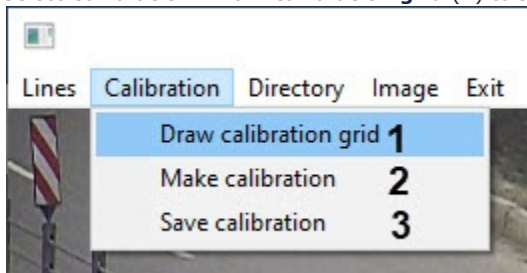 Lines Calibration Directory Image Exit
Draw calibration grid 1
Make calibration 2
Save calibration 3